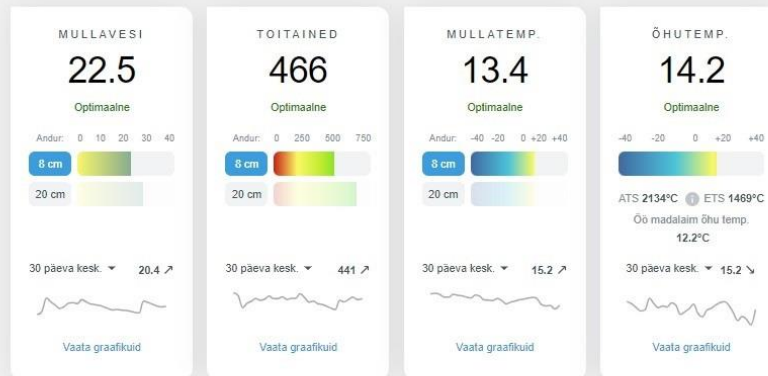 MULLAVESI
22.5
Optimaalne
Andur: 0 10 20 30 40
8 cm
20 cm
30 päeva kesk. 20.4 ↗
Vaata graafikuid
TOITAINED
466
Optimaalne
Andur: 0 250 500 750
8 cm
20 cm
30 päeva kesk. 441 ↗
Vaata graafikuid
MULLATEMP.
13.4
Optimaalne
Andur: -40 -20 0 +20 +40
8 cm
20 cm
30 päeva kesk. 15.2 ↗
Vaata graafikuid
ÕHUTEMP.
14.2
Optimaalne
-40 -20 0 +20 +40
ATS 2134°C i ETS 1469°C
Öö madalaim õhu temp.
12.2°C
30 päeva kesk. 15.2 ↘
Vaata graafikuid